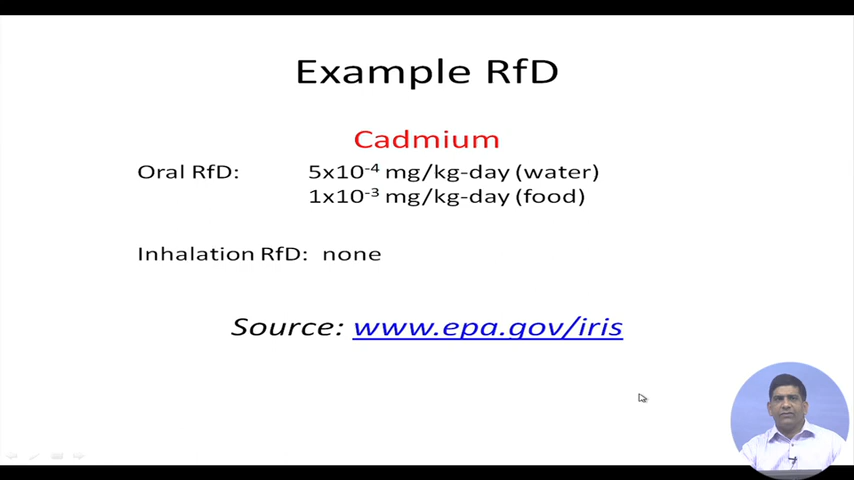 Example RfD
Cadmium
Oral RfD: 5x10⁻⁴ mg/kg-day (water)
1x10⁻³ mg/kg-day (food)
Inhalation RfD: none
Source: www.epa.gov/iris